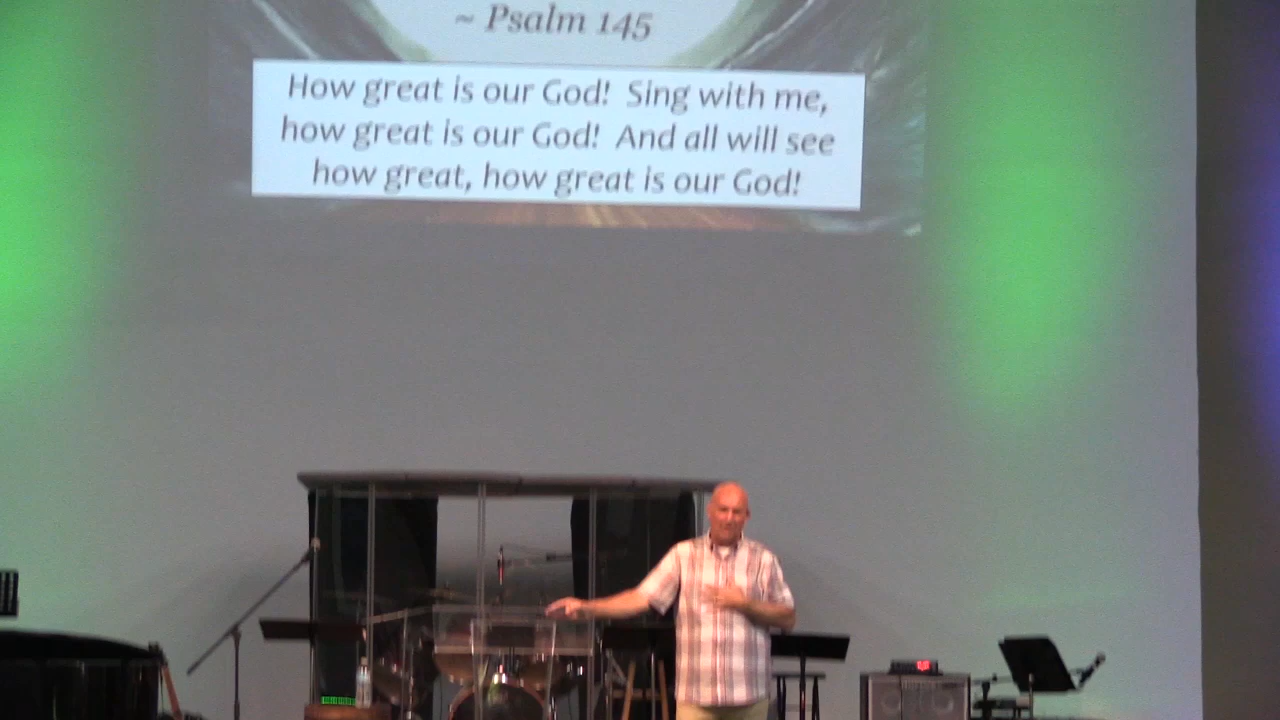 ~ Psalm 145
How great is our God!  Sing with me,
how great is our God!  And all will see
how great, how great is our God!